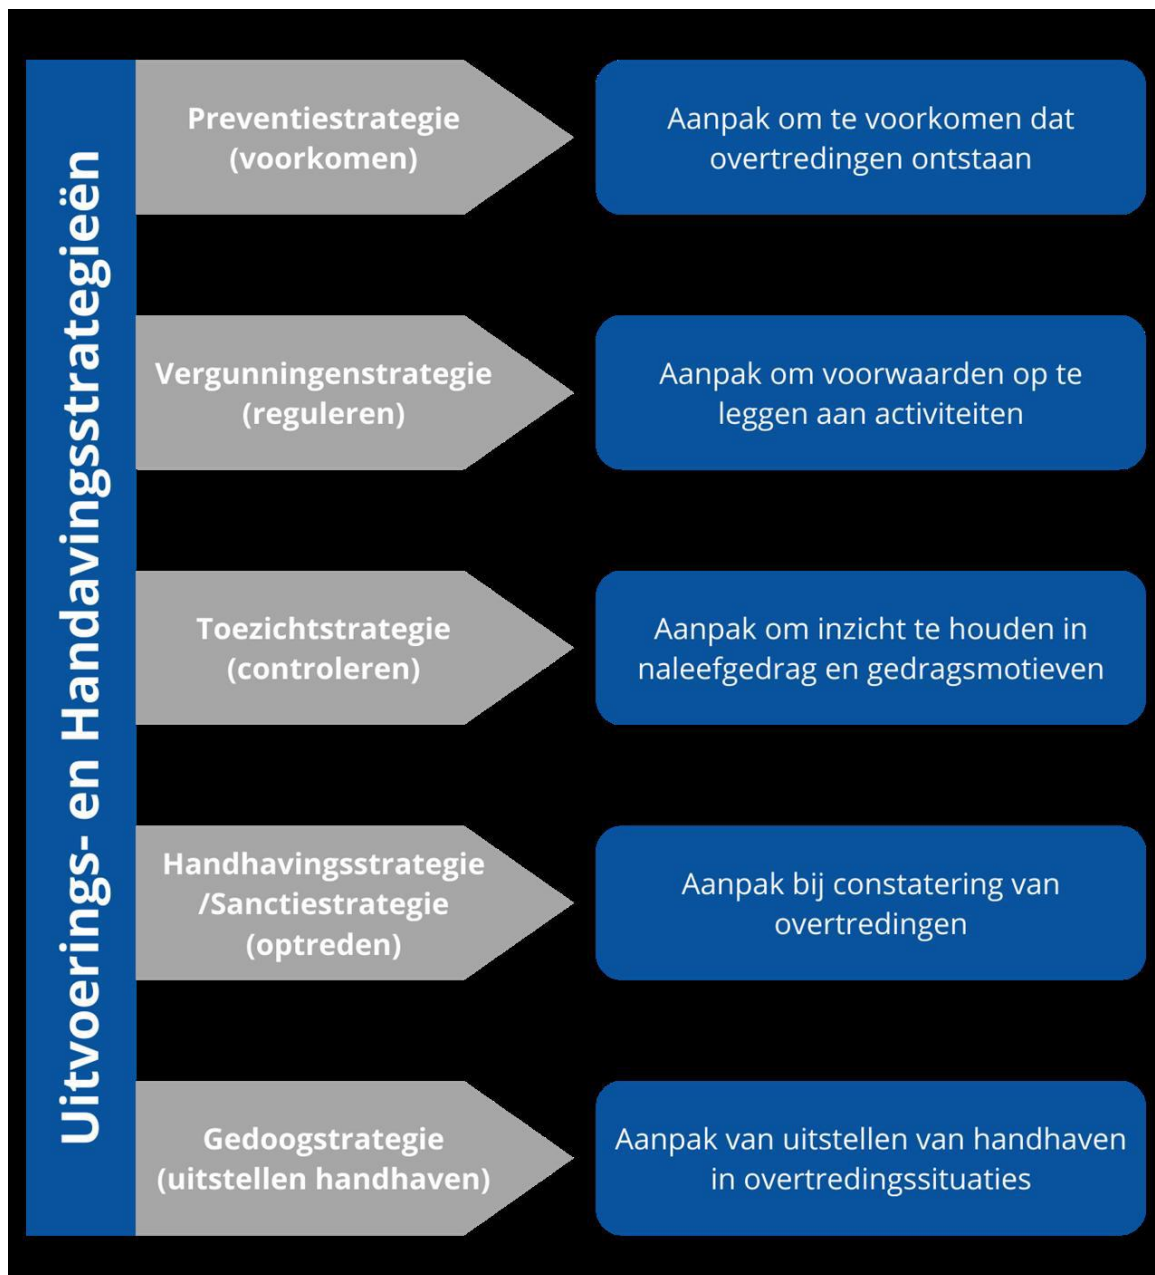 Uitvoerings- en Handavingsstrategieën
Preventiestrategie
(voorkomen)
Aanpak om te voorkomen dat
overtredingen ontstaan
Vergunningenstrategie
(reguleren)
Aanpak om voorwaarden op te
leggen aan activiteiten
Toezichtstrategie
(controleren)
Aanpak om inzicht te houden in
naleefgedrag en gedragsmotieven
Handhavingsstrategie
/Sanctiestrategie
(optreden)
Aanpak bij constatering van
overtredingen
Gedoogstrategie
(uitstellen handhaven)
Aanpak van uitstellen van handhaven
in overtredingssituaties